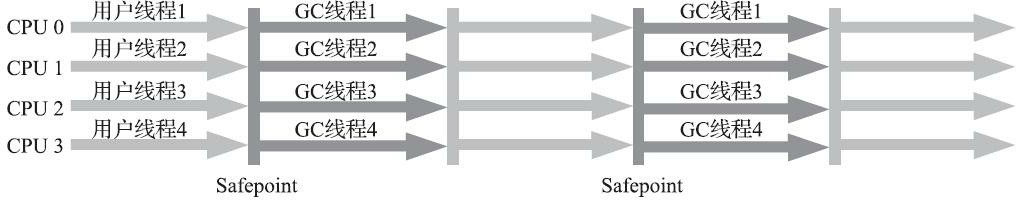 CPU 0 用户线程1 GC线程1 GC线程1
CPU 1 用户线程2 GC线程2 GC线程2
CPU 2 用户线程3 GC线程3 GC线程3
CPU 3 用户线程4 GC线程4 GC线程4
Safepoint Safepoint